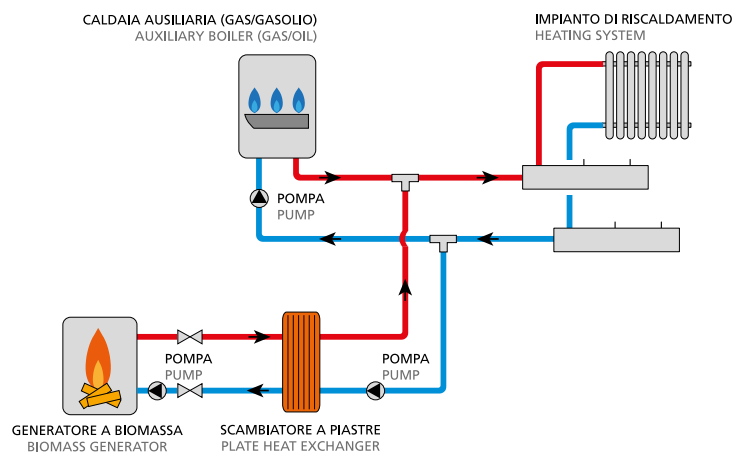 CALDAIA AUSILIARIA (GAS/GASOLIO)
AUXILIARY BOILER (GAS/OIL)
IMPIANTO DI RISCALDAMENTO
HEATING SYSTEM
POMPA
PUMP
POMPA
PUMP
POMPA
PUMP
GENERATORE A BIOMASSA
BIOMASS GENERATOR
SCAMBIATORE A PIASTRE
PLATE HEAT EXCHANGER